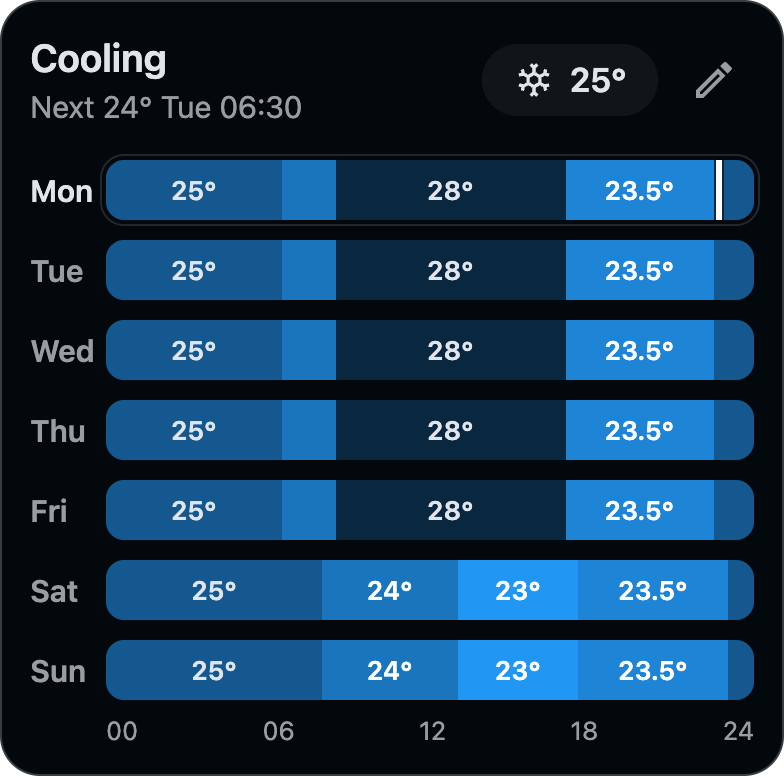 Cooling
Next 24° Tue 06:30
25°
Mon 25° 28° 23.5°
Tue 25° 28° 23.5°
Wed 25° 28° 23.5°
Thu 25° 28° 23.5°
Fri 25° 28° 23.5°
Sat 25° 24° 23° 23.5°
Sun 25° 24° 23° 23.5°
00 06 12 18 24